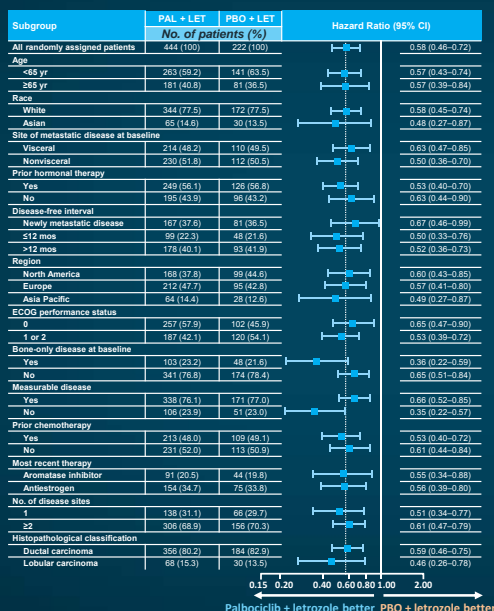 Subgroup PAL + LET PBO + LET Hazard Ratio (95% CI)
No. of patients (%)
All randomly assigned patients 444 (100) 222 (100) 0.58 (0.46–0.72)
Age
<65 yr 263 (59.2) 141 (63.5) 0.57 (0.43–0.74)
≥65 yr 181 (40.8) 81 (36.5) 0.57 (0.39–0.84)
Race
White 344 (77.5) 172 (77.5) 0.58 (0.45–0.74)
Asian 65 (14.6) 30 (13.5) 0.48 (0.27–0.87)
Site of metastatic disease at baseline
Visceral 214 (48.2) 110 (49.5) 0.63 (0.47–0.85)
Nonvisceral 230 (51.8) 112 (50.5) 0.50 (0.36–0.70)
Prior hormonal therapy
Yes 249 (56.1) 126 (56.8) 0.53 (0.40–0.70)
No 195 (43.9) 96 (43.2) 0.63 (0.44–0.90)
Disease-free interval
Newly metastatic disease 167 (37.6) 81 (36.5) 0.67 (0.46–0.99)
≤12 mos 99 (22.3) 48 (21.6) 0.50 (0.33–0.76)
>12 mos 178 (40.1) 93 (41.9) 0.52 (0.36–0.73)
Region
North America 168 (37.8) 99 (44.6) 0.60 (0.43–0.85)
Europe 212 (47.7) 95 (42.8) 0.57 (0.41–0.80)
Asia Pacific 64 (14.4) 28 (12.6) 0.49 (0.27–0.87)
ECOG performance status
0 257 (57.9) 102 (45.9) 0.65 (0.47–0.90)
1 or 2 187 (42.1) 120 (54.1) 0.53 (0.39–0.72)
Bone-only disease at baseline
Yes 103 (23.2) 48 (21.6) 0.36 (0.22–0.59)
No 341 (76.8) 174 (78.4) 0.65 (0.51–0.84)
Measurable disease
Yes 338 (76.1) 171 (77.0) 0.66 (0.52–0.85)
No 106 (23.9) 51 (23.0) 0.35 (0.22–0.57)
Prior chemotherapy
Yes 213 (48.0) 109 (49.1) 0.53 (0.40–0.72)
No 231 (52.0) 113 (50.9) 0.61 (0.44–0.84)
Most recent therapy
Aromatase inhibitor 91 (20.5) 44 (19.8) 0.55 (0.34–0.88)
Antiestrogen 154 (34.7) 75 (33.8) 0.56 (0.39–0.80)
No. of disease sites
1 138 (31.1) 66 (29.7) 0.51 (0.34–0.77)
≥2 306 (68.9) 156 (70.3) 0.61 (0.47–0.79)
Histopathological classification
Ductal carcinoma 356 (80.2) 184 (82.9) 0.59 (0.46–0.75)
Lobular carcinoma 68 (15.3) 30 (13.5) 0.46 (0.26–0.78)
0.15 0.20 0.40 0.60 0.80 1.00 2.00
Palbociclib + letrozole better PBO + letrozole better